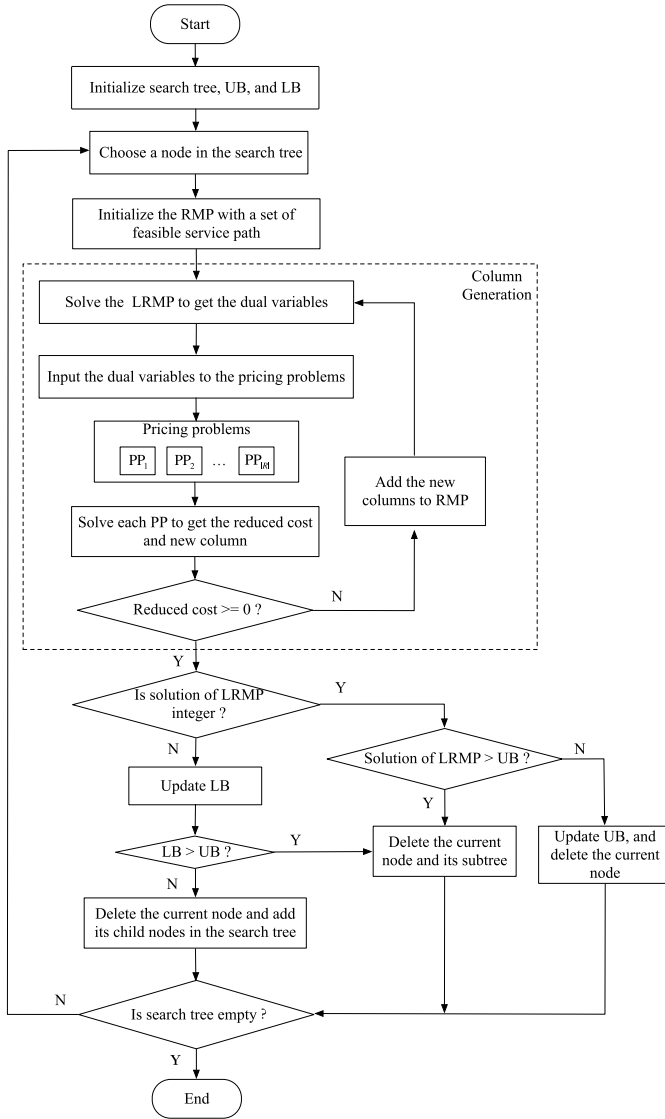 Start
Initialize search tree, UB, and LB
Choose a node in the search tree
Initialize the RMP with a set of
feasible service path
Column
Generation
Solve the LRMP to get the dual variables
Input the dual variables to the pricing problems
Pricing problems
PP1 PP2 … PP|R|
Add the new
columns to RMP
Solve each PP to get the reduced cost
and new column
Reduced cost >= 0 ?
N
Y
Is solution of LRMP
integer ?
Y
N
Solution of LRMP > UB ?
N
Y
Update LB
LB > UB ?
Y
N
Delete the current
node and its subtree
Update UB, and
delete the current
node
Delete the current node and add
its child nodes in the search tree
Is search tree empty ?
N
Y
End